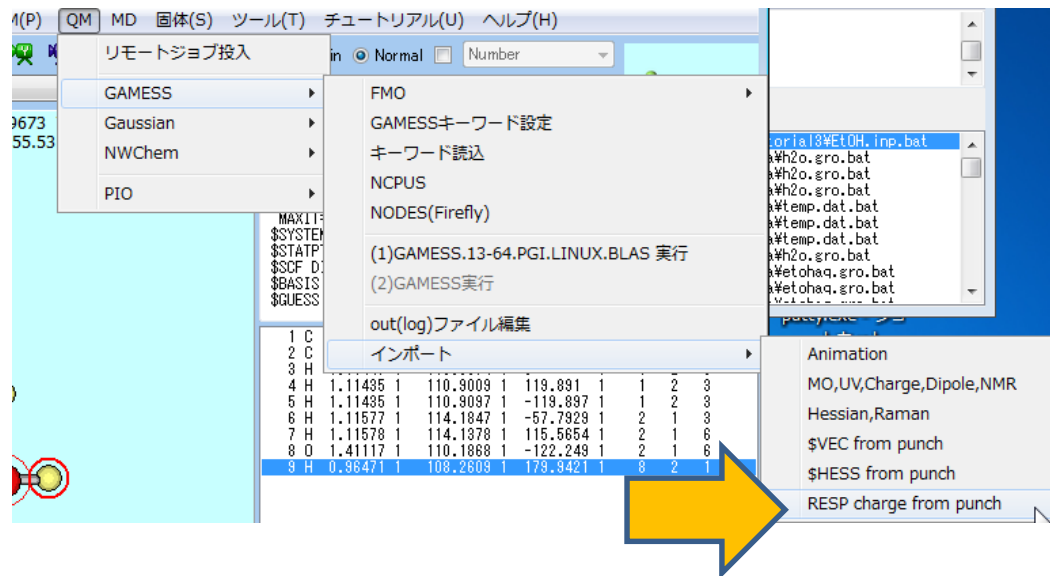 M(P) QM MD 固体(S) ツール(T) チュートリアル(U) ヘルプ(H)
リモートジョブ投入
GAMESS
Gaussian
NWChem
PIO
in Normal Number
9673
55.53
FMO
GAMESSキーワード設定
キーワード読込
NCPUS
NODES(Firefly)
(1)GAMESS.13-64.PGI.LINUX.BLAS 実行
(2)GAMESS実行
out(log)ファイル編集
インポート
Animation
MO,UV,Charge,Dipole,NMR
Hessian,Raman
$VEC from punch
$HESS from punch
RESP charge from punch
$SYSTEM
$STATPT
$SCF
$BASIS
$GUESS
1 C
2 C
3 H
4 H 1.11435 1 110.9009 1 119.891 1 1 2 3
5 H 1.11435 1 110.9097 1 -119.897 1 1 2 3
6 H 1.11577 1 114.1847 1 -57.7929 1 2 1 3
7 H 1.11578 1 114.1378 1 115.5654 1 2 1 6
8 O 1.41117 1 110.1868 1 -122.249 1 2 1 6
9 H 0.96471 1 108.2609 1 179.9421 1 8 2 1
torial3¥EtOH.inp.bat
¥h2o.gro.bat
¥h2o.gro.bat
¥h2o.gro.bat
¥temp.dat.bat
¥temp.dat.bat
¥temp.dat.bat
¥h2o.gro.bat
¥etohaq.gro.bat
¥etohaq.gro.bat